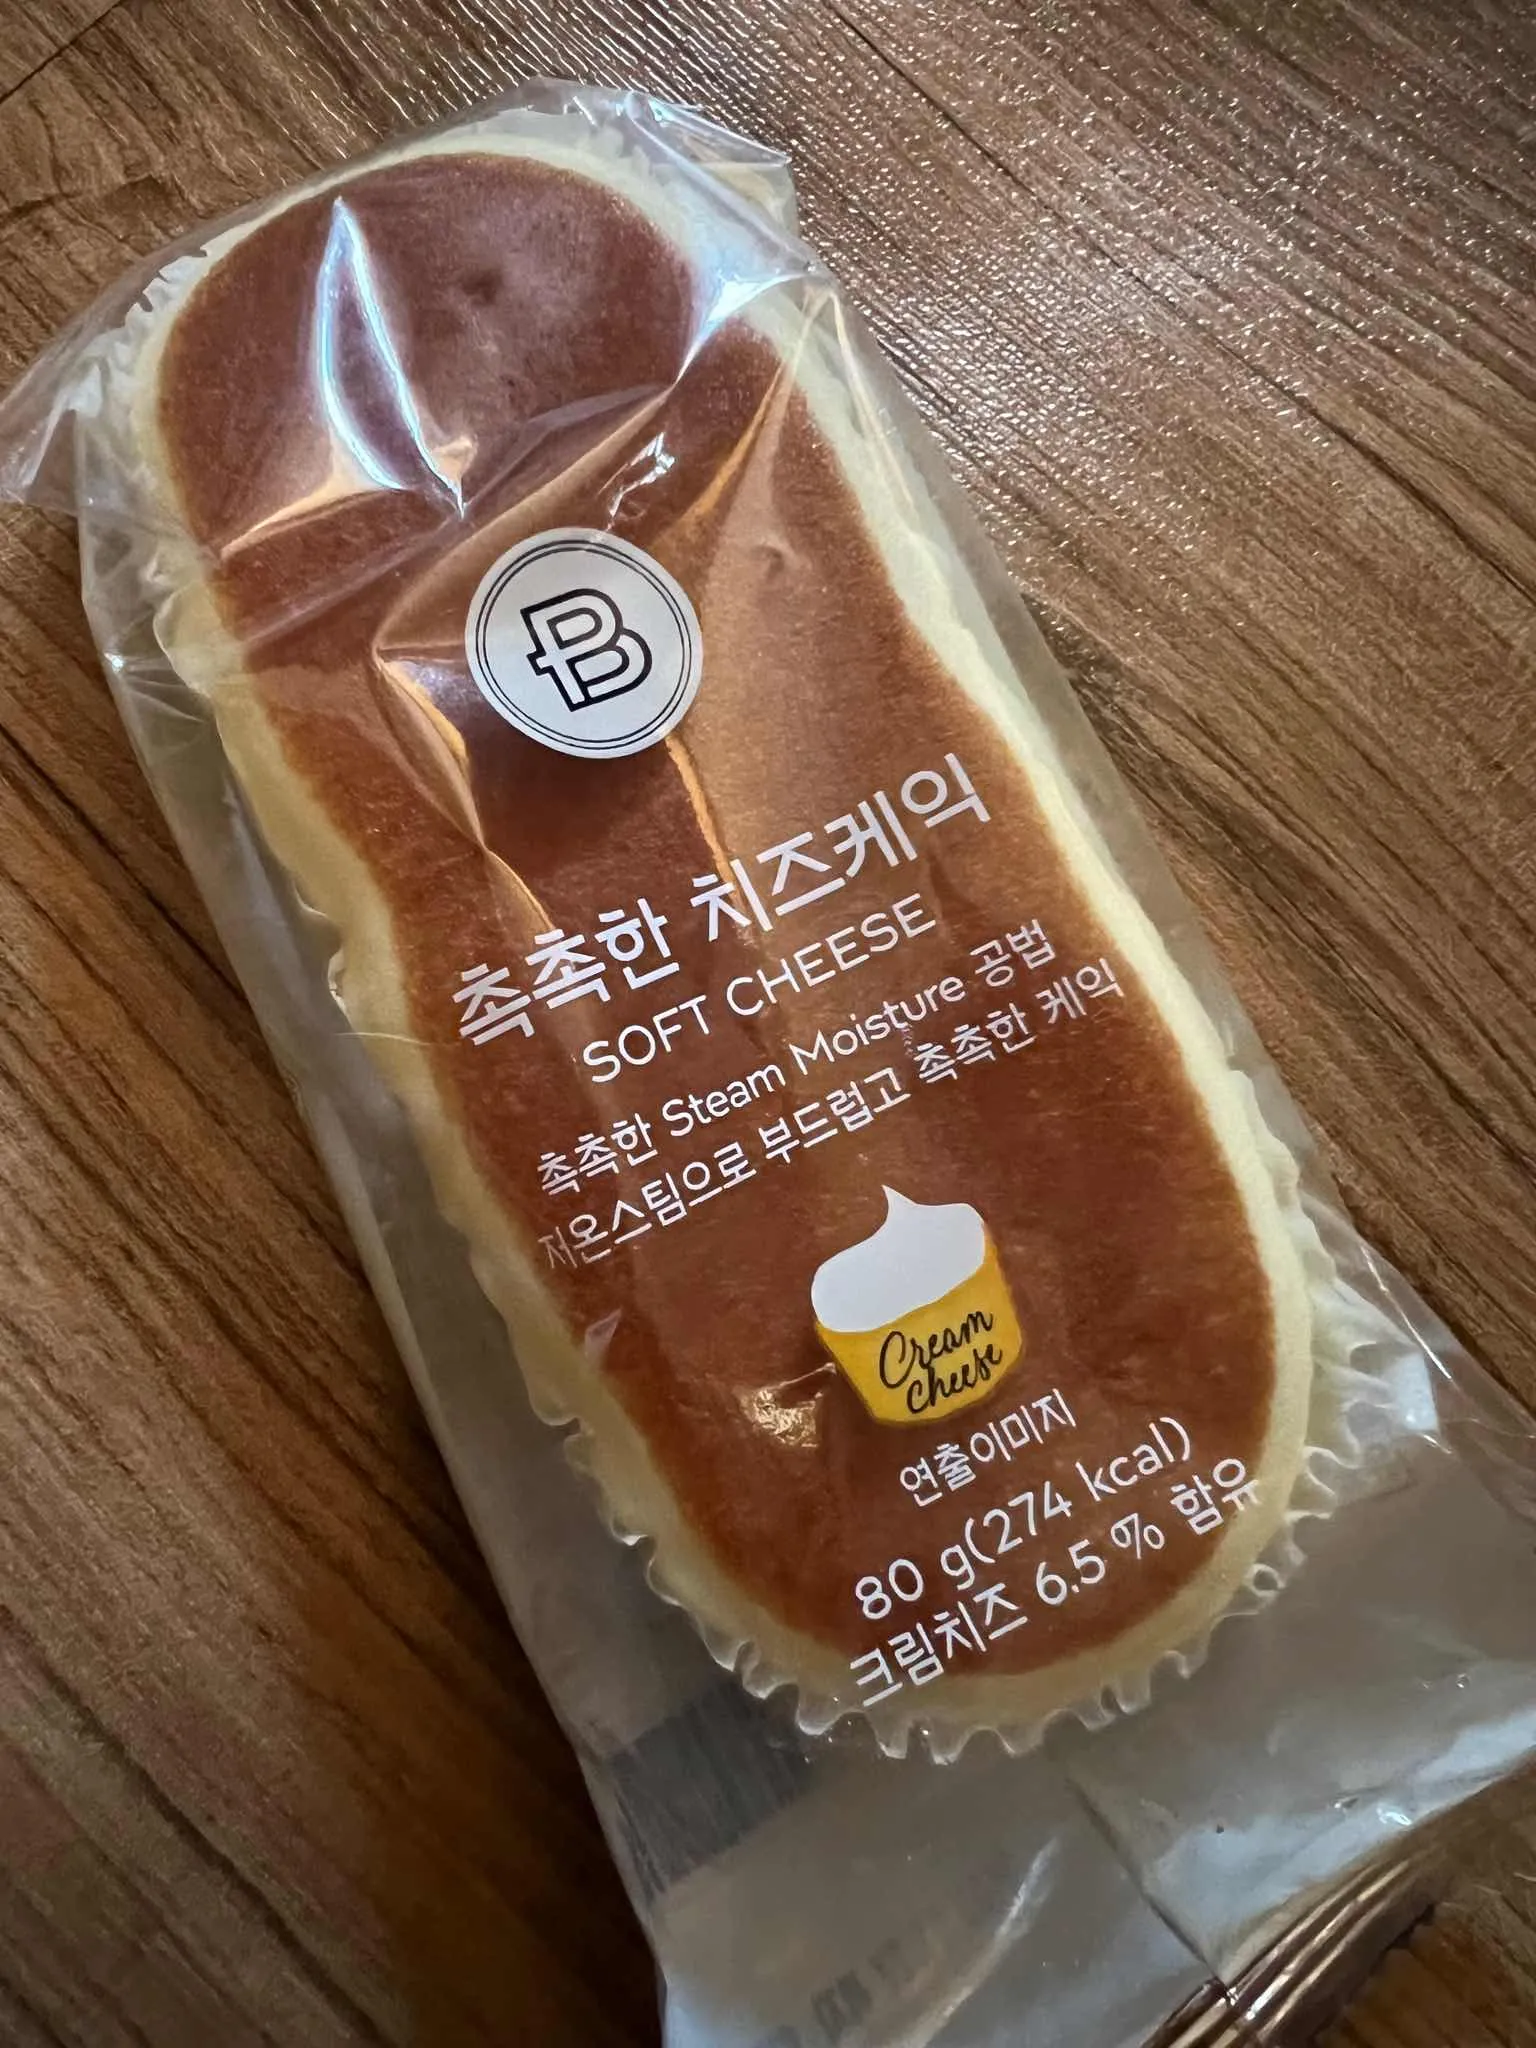 B
촉촉한 치즈케익
SOFT CHEESE
촉촉한 Steam Moisture 공법
저온스팀으로 부드럽고 촉촉한 케익
Cream
cheese
연출이미지
80 g(274 kcal)
크림치즈 6.5 % 함유